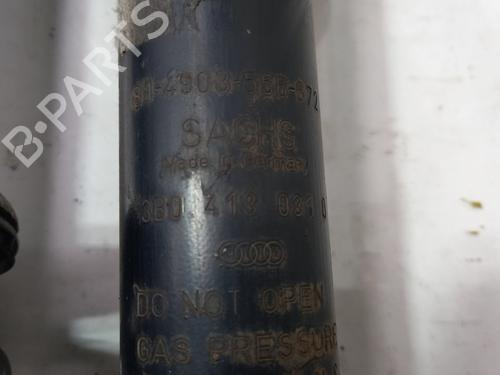 SACHS
(Made in Germany)
3B0 413 031
DO NOT OPEN
GAS PRESSURE
B-PARTS